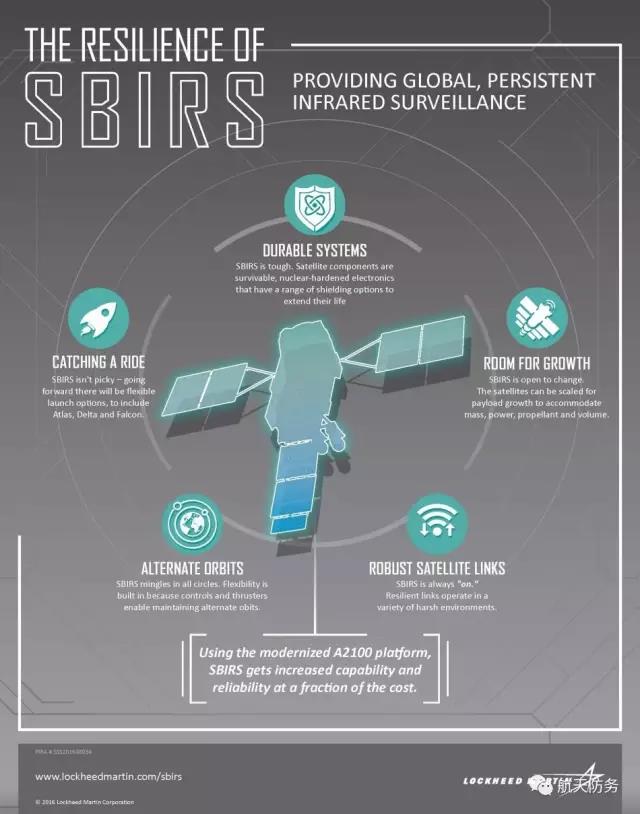 THE RESILIENCE OF
SBIRS
PROVIDING GLOBAL, PERSISTENT
INFRARED SURVEILLANCE
DURABLE SYSTEMS
SBIRS is tough. Satellite components are
survivable, nuclear-hardened electronics
that have a range of shielding options to
extend their life
CATCHING A RIDE
SBIRS isn't picky – going
forward there will be flexible
launch options, to include
Atlas, Delta and Falcon.
ROOM FOR GROWTH
SBIRS is open to change.
The satellites can be scaled for
payload growth to accommodate
mass, power, propellant and volume.
ALTERNATE ORBITS
SBIRS mingles in all circles. Flexibility is
built in because controls and thrusters
enable maintaining alternate obits.
ROBUST SATELLITE LINKS
SBIRS is always "on."
Resilient links operate in a
variety of harsh environments.
Using the modernized A2100 platform,
SBIRS gets increased capability and
reliability at a fraction of the cost.
PIRA #
www.lockheedmartin.com/sbirs
LOCKHEED MARTIN
航天防务
© 2016 Lockheed Martin Corporation